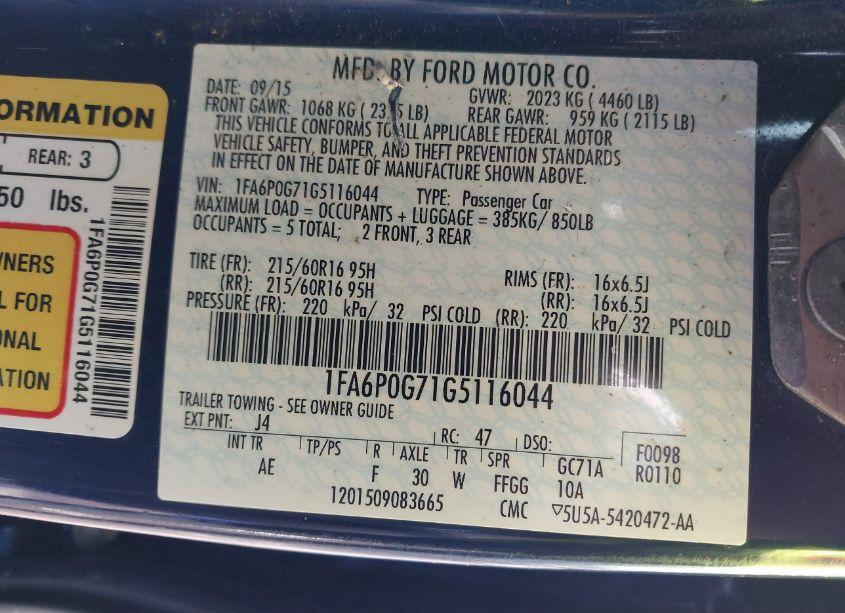 ORMATION
REAR: 3
50 lbs.
1FA6P0G71G5116044
WNERS
L FOR
ONAL
ATION
MFD. BY FORD MOTOR CO.
DATE: 09/15 GVWR: 2023 KG ( 4460 LB)
FRONT GAWR: 1068 KG ( LB) REAR GAWR: 959 KG ( 2115 LB)
THIS VEHICLE CONFORMS TO ALL APPLICABLE FEDERAL MOTOR
VEHICLE SAFETY, BUMPER, AND THEFT PREVENTION STANDARDS
IN EFFECT ON THE DATE OF MANUFACTURE SHOWN ABOVE.
VIN: 1FA6P0G71G5116044 TYPE: Passenger Car
MAXIMUM LOAD = OCCUPANTS + LUGGAGE = 385KG/ 850LB
OCCUPANTS = 5 TOTAL; 2 FRONT, 3 REAR
TIRE (FR): 215/60R16 95H RIMS (FR): 16x6.5J
(RR): 215/60R16 95H (RR): 16x6.5J
PRESSURE (FR): 220 kPa/ 32 PSI COLD (RR): 220 kPa/ 32 PSI COLD
1FA6P0G71G5116044
TRAILER TOWING - SEE OWNER GUIDE
EXT PNT: J4 RC: 47 DSO: F0098
INT TR TP/PS R AXLE TR SPR GC71A R0110
AE F 30 W FFGG 10A
1201509083665 CMC ▽5U5A-5420472-AA